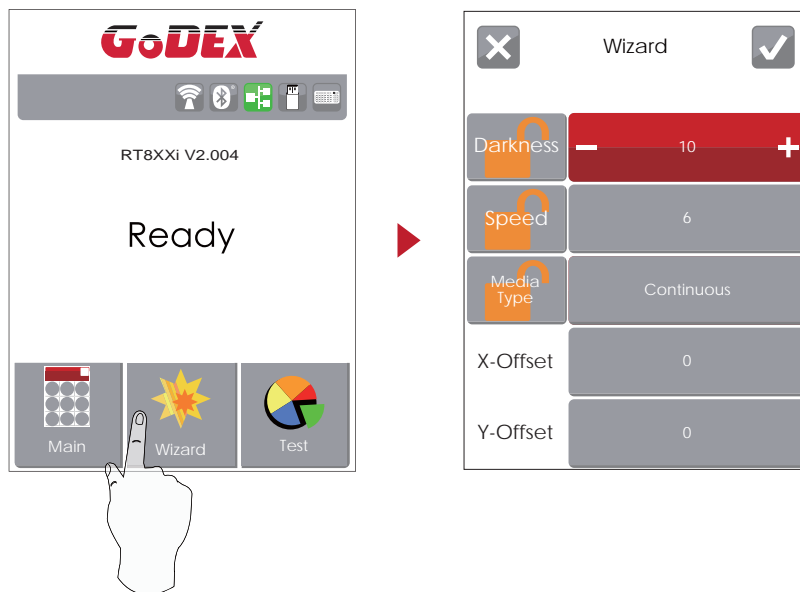 GoDEX
RT8XXi V2.004
Ready
Main
Wizard
Test
Wizard
Darkness
10
Speed
6
Media
Type
Continuous
X-Offset
0
Y-Offset
0